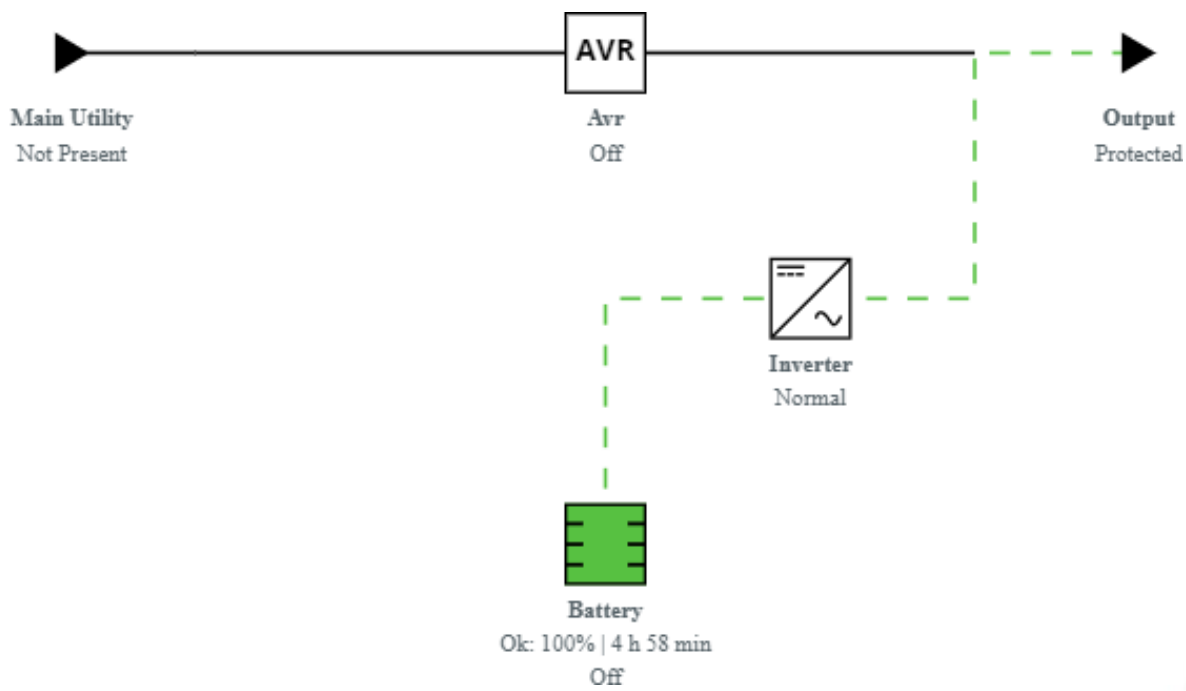 AVR
Main Utility
Not Present
Avr
Off
Output
Protected
Inverter
Normal
Battery
Ok: 100% | 4 h 58 min
Off